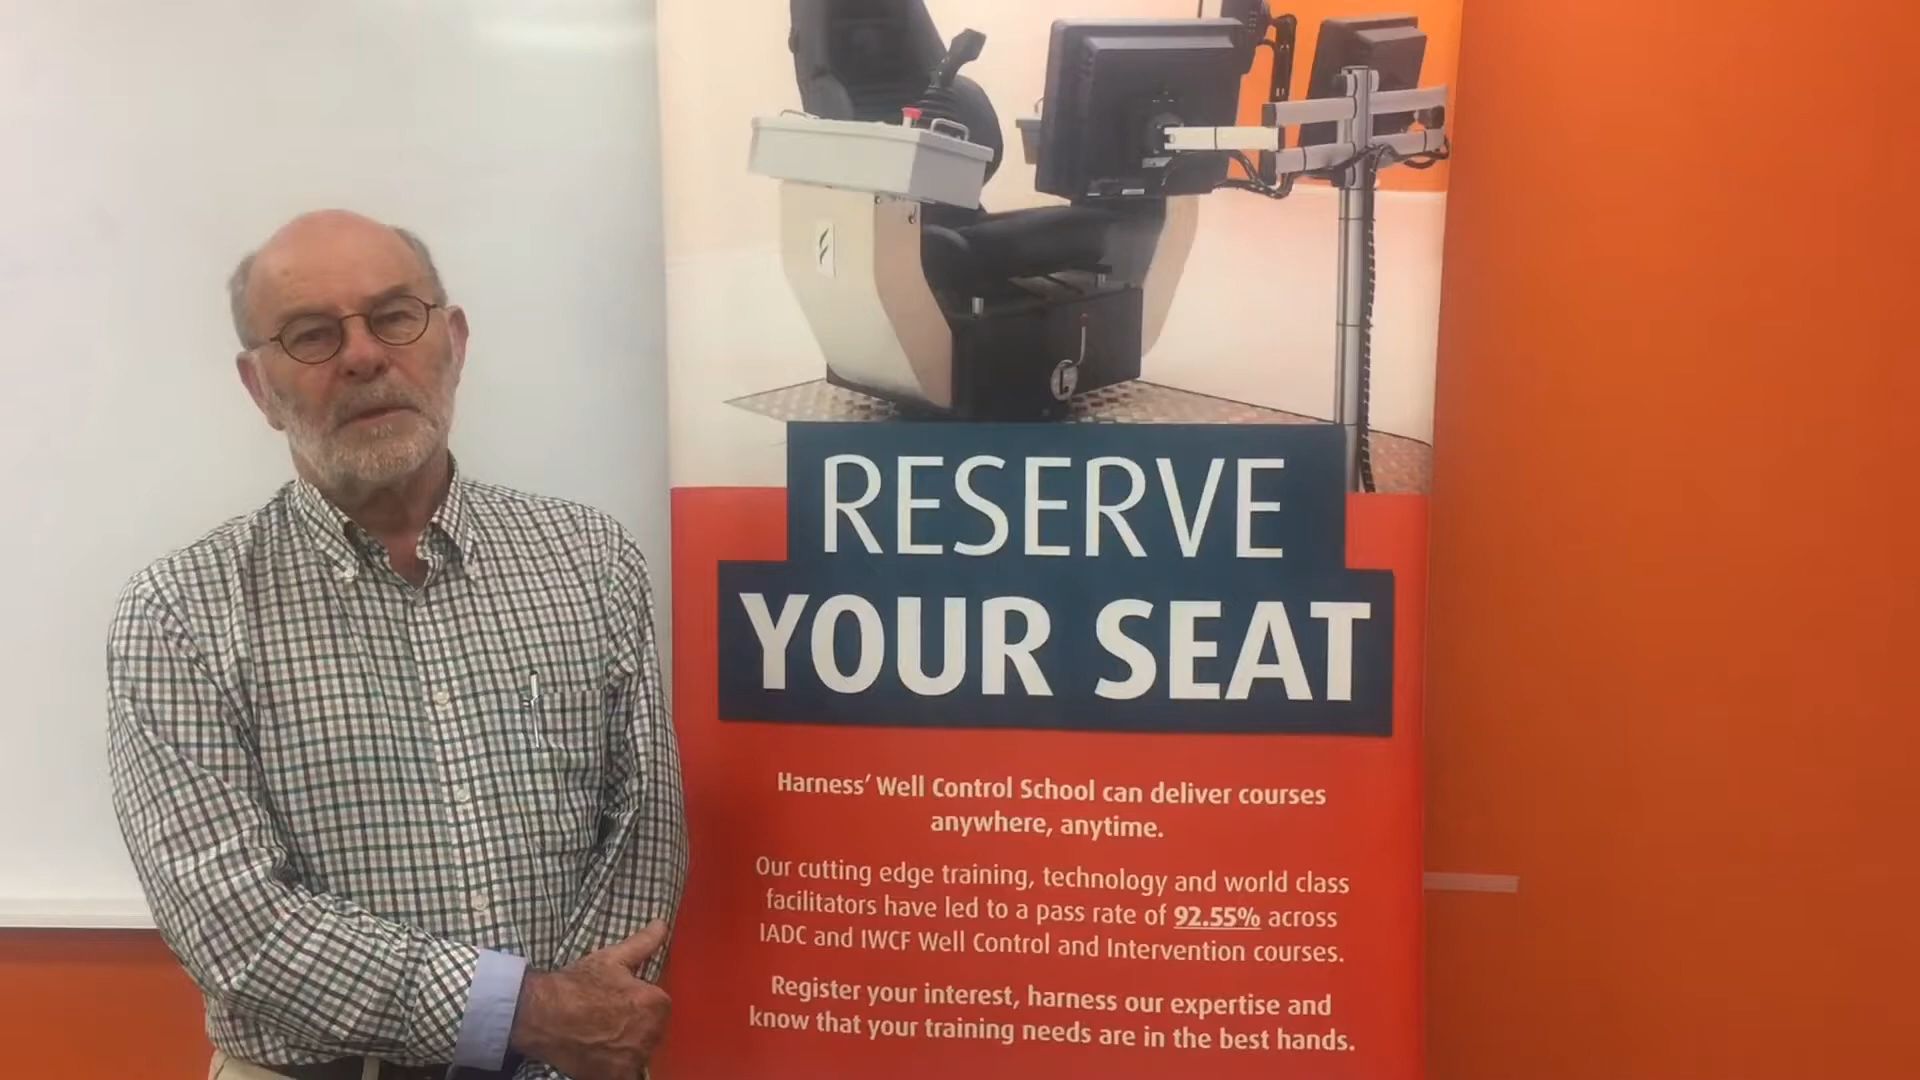 RESERVE
YOUR SEAT
Harness' Well Control School can deliver courses
anywhere, anytime.
Our cutting edge training, technology and world class
facilitators have led to a pass rate of 92.55% across
IADC and IWCF Well Control and Intervention courses.
Register your interest, harness our expertise and
know that your training needs are in the best hands.